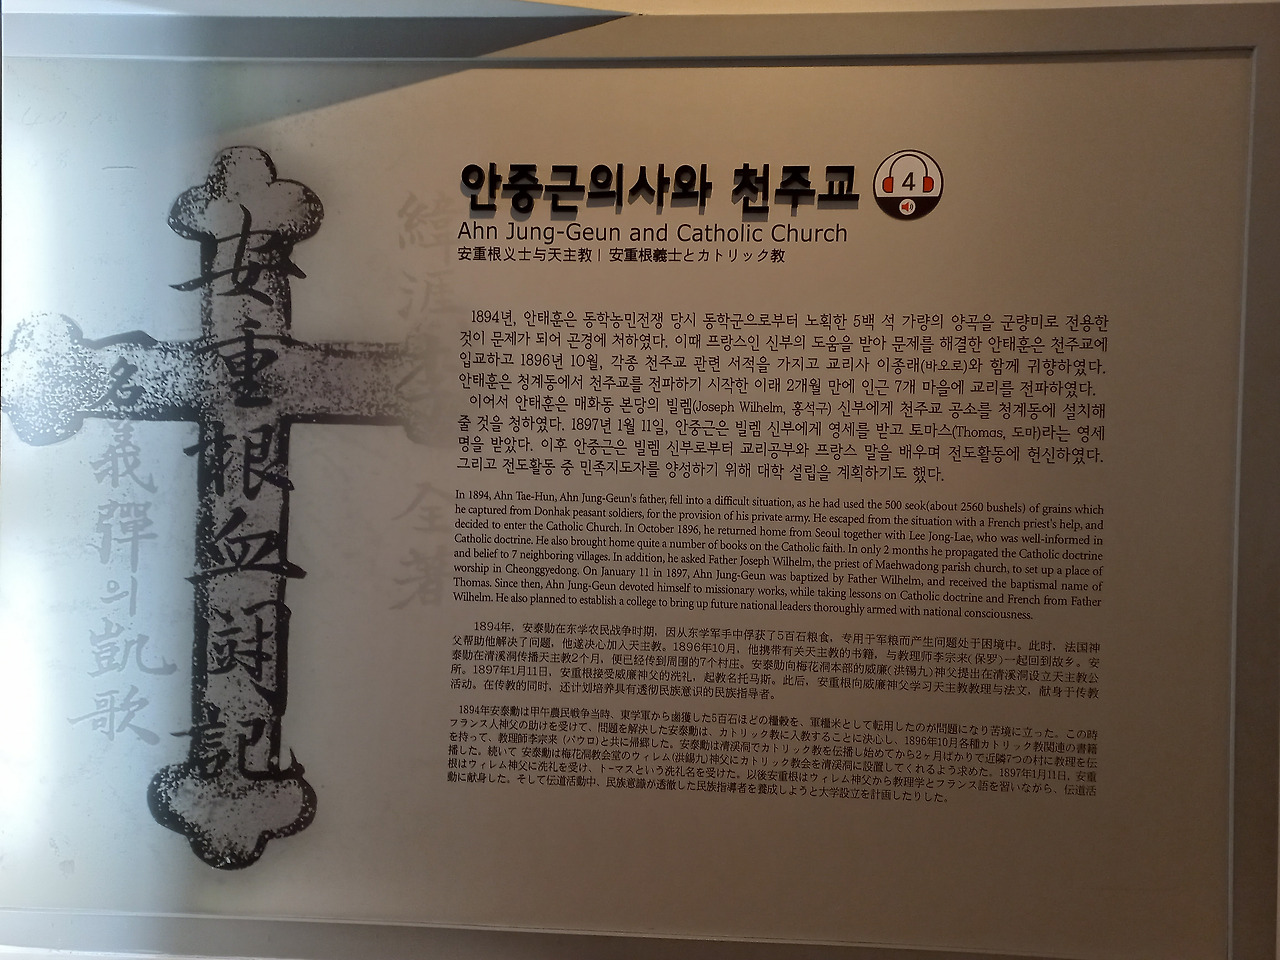 安重根血鬪記
一名義彈의凱歌
全著
안중근의사와 천주교
4
Ahn Jung-Geun and Catholic Church
安重根义士与天主教 | 安重根義士とカトリック教
1894년, 안태훈은 동학농민전쟁 당시 동학군으로부터 노획한 5백 석 가량의 양곡을 군량미로 전용한
것이 문제가 되어 곤경에 처하였다. 이때 프랑스인 신부의 도움을 받아 문제를 해결한 안태훈은 천주교에
입교하고 1896년 10월, 각종 천주교 관련 서적을 가지고 교리사 이종래(바오로)와 함께 귀향하였다.
안태훈은 청계동에서 천주교를 전파하기 시작한 이래 2개월 만에 인근 7개 마을에 교리를 전파하였다.
이어서 안태훈은 매화동 본당의 빌렘(Joseph Wilhelm, 홍석구) 신부에게 천주교 공소를 청계동에 설치해
줄 것을 청하였다. 1897년 1월 11일, 안중근은 빌렘 신부에게 영세를 받고 토마스(Thomas, 도마)라는 영세
명을 받았다. 이후 안중근은 빌렘 신부로부터 교리공부와 프랑스 말을 배우며 전도활동에 헌신하였다.
그리고 전도활동 중 민족지도자를 양성하기 위해 대학 설립을 계획하기도 했다.
In 1894, Ahn Tae-Hun, Ahn Jung-Geun's father, fell into a difficult situation, as he had used the 500 seok(about 2560 bushels) of grains which
he captured from Donhak peasant soldiers, for the provision of his private army. He escaped from the situation with a French priest's help, and
decided to enter the Catholic Church. In October 1896, he returned home from Seoul together with Lee Jong-Lae, who was well-informed in
Catholic doctrine. He also brought home quite a number of books on the Catholic faith. In only 2 months he propagated the Catholic doctrine
and belief to 7 neighboring villages. In addition, he asked Father Joseph Wilhelm, the priest of Maehwadong parish church, to set up a place of
worship in Cheonggyedong. On January 11 in 1897, Ahn Jung-Geun was baptized by Father Wilhelm, and received the baptismal name of
Thomas. Since then, Ahn Jung-Geun devoted himself to missionary works, while taking lessons on Catholic doctrine and French from Father
Wilhelm. He also planned to establish a college to bring up future national leaders thoroughly armed with national consciousness.
1894年，安泰勋在东学农民战争时期，因从东学军手中俘获了5百石粮食，专用于军粮而产生问题处于困境中。此时，法国神
父帮助他解决了问题，他遂决心加入天主教。1896年10月，他携带有关天主教的书籍，与教理师李宗来(保罗)一起回到故乡。安
泰勋在清溪洞传播天主教2个月，便已经传到周围的7个村庄。安泰勋向梅花洞本部的威廉(洪锡九)神父提出在清溪洞设立天主教公
所。1897年1月11日，安重根接受威廉神父的洗礼，起教名托马斯。此后，安重根向威廉神父学习天主教教理与法文，献身于传教
活动。在传教的同时，还计划培养具有透彻民族意识的民族指导者。
1894年安泰勳は甲午農民戦争当時、東学軍から鹵獲した5百石ほどの糧穀を、軍糧米として転用したのが問題になり苦境に立った。この時
フランス人神父の助けを受けて、問題を解決した安泰勳は、カトリック教に入教することに決心し、1896年10月各種カトリック教関連の書籍
を持って、教理師李宗来（パウロ）と共に帰郷した。安泰勳は清渓洞でカトリック教を伝播し始めてから2ヶ月ばかりで近隣7つの村に教理を伝
播した。続いて 安泰勳は梅花洞教会堂のウィレム(洪錫九)神父にカトリック教会を清渓洞に設置してくれるよう求めた。1897年1月11日、安重
根はウィレム神父に洗礼を受け、トーマスという洗礼名を受けた。以後安重根はウィレム神父から教理学とフランス語を習いながら、伝道活
動に献身した。そして伝道活動中、民族意識が透徹した民族指導者を養成しようと大学設立を計画したりした。